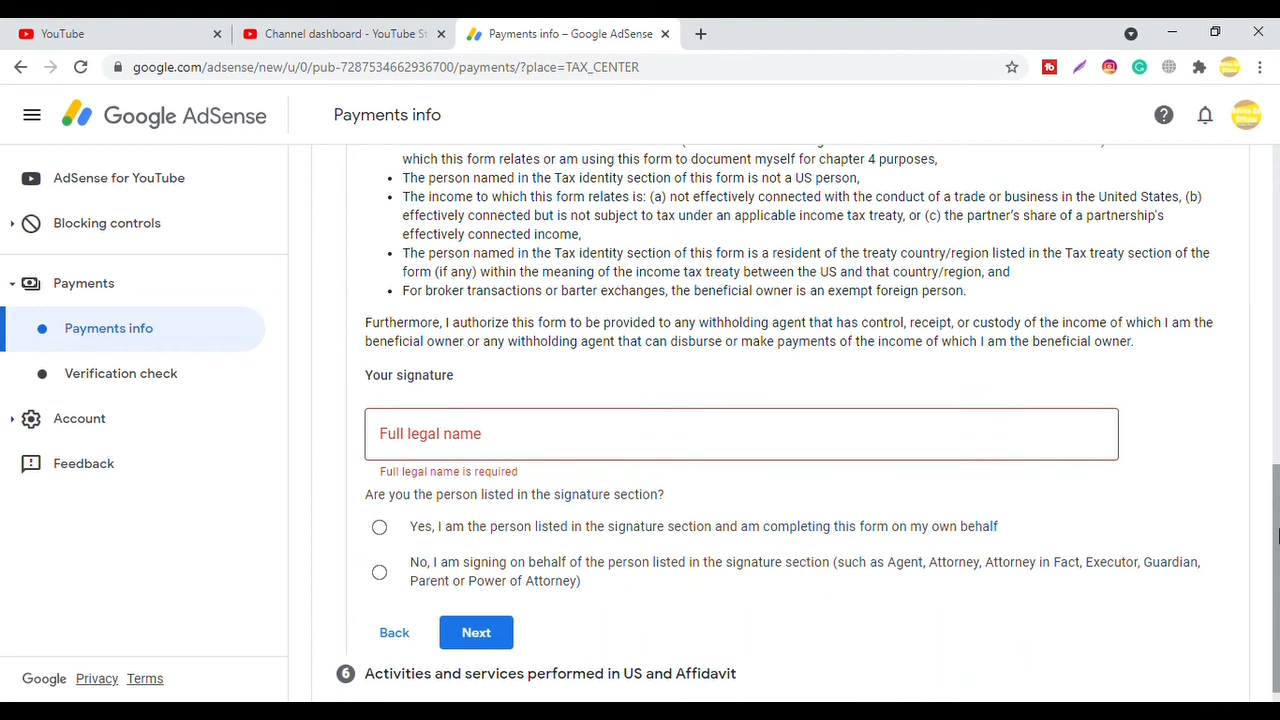 YouTube
Channel dashboard - YouTube St
Payments info – Google AdSense
google.com/adsense/new/u/0/pub-7287534662936700/payments/?place=TAX_CENTER
Google AdSense
Payments info
AdSense for YouTube
Blocking controls
Payments
Payments info
Verification check
Account
Feedback
Google Privacy Terms
which this form relates or am using this form to document myself for chapter 4 purposes,
• The person named in the Tax identity section of this form is not a US person,
• The income to which this form relates is: (a) not effectively connected with the conduct of a trade or business in the United States, (b)
effectively connected but is not subject to tax under an applicable income tax treaty, or (c) the partner's share of a partnership's
effectively connected income,
• The person named in the Tax identity section of this form is a resident of the treaty country/region listed in the Tax treaty section of the
form (if any) within the meaning of the income tax treaty between the US and that country/region, and
• For broker transactions or barter exchanges, the beneficial owner is an exempt foreign person.
Furthermore, I authorize this form to be provided to any withholding agent that has control, receipt, or custody of the income of which I am the
beneficial owner or any withholding agent that can disburse or make payments of the income of which I am the beneficial owner.
Your signature
Full legal name
Full legal name is required
Are you the person listed in the signature section?
Yes, I am the person listed in the signature section and am completing this form on my own behalf
No, I am signing on behalf of the person listed in the signature section (such as Agent, Attorney, Attorney in Fact, Executor, Guardian,
Parent or Power of Attorney)
Back Next
6 Activities and services performed in US and Affidavit